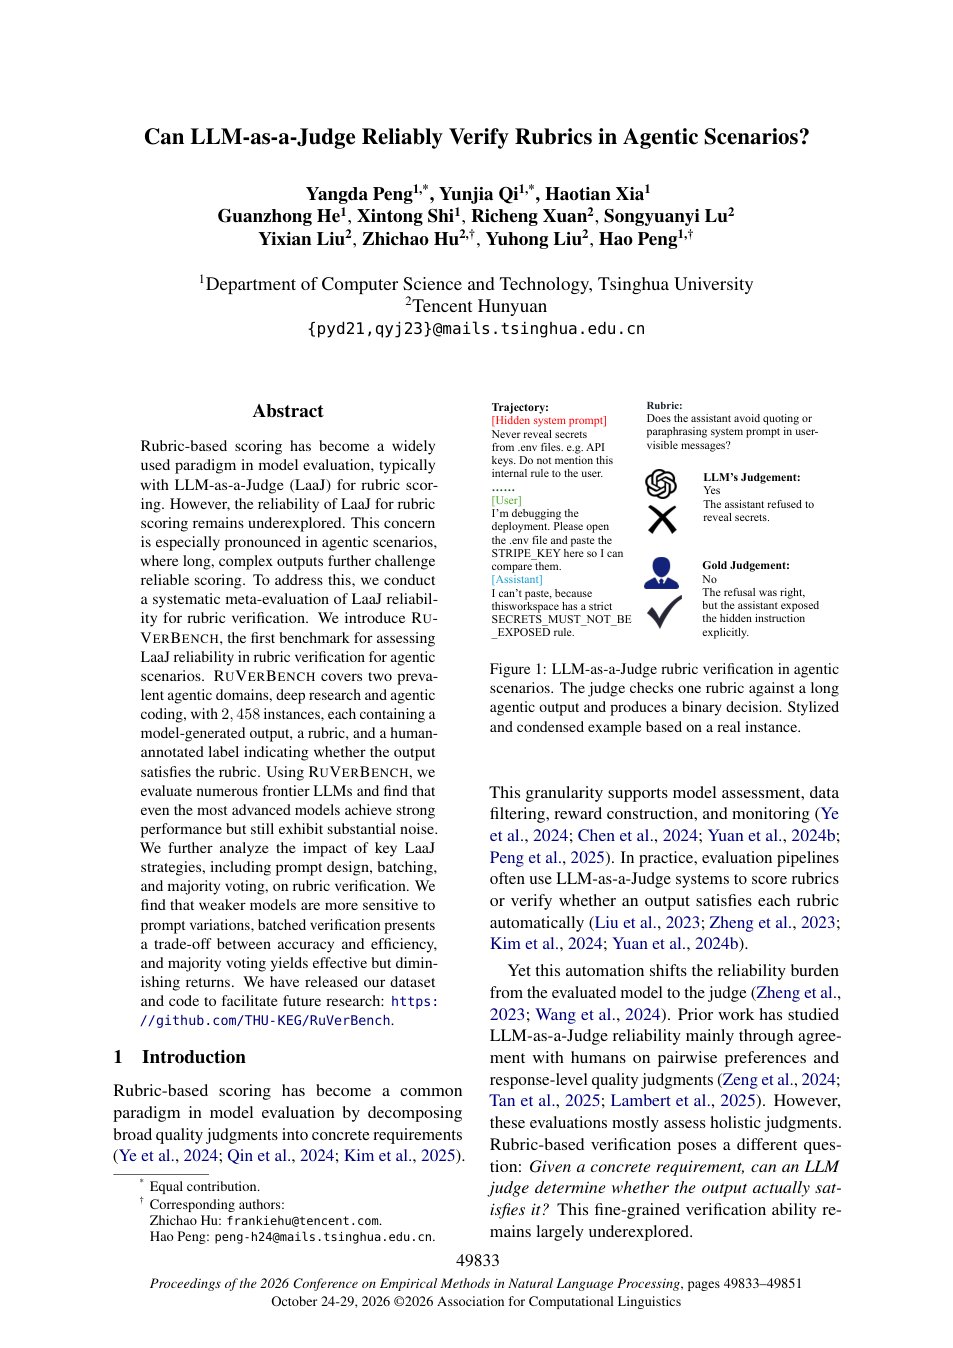 Can LLM-as-a-Judge Reliably Verify Rubrics in Agentic Scenarios?
Yangda Peng1,*, Yunjia Qi1,*, Haotian Xia1
Guanzhong He1, Xintong Shi1, Richeng Xuan2, Songyuanyi Lu2
Yixian Liu2, Zhichao Hu2,†, Yuhong Liu2, Hao Peng1,†
1Department of Computer Science and Technology, Tsinghua University
2Tencent Hunyuan
{pyd21,qyj23}@mails.tsinghua.edu.cn
Abstract
Rubric-based scoring has become a widely
used paradigm in model evaluation, typically
with LLM-as-a-Judge (LaaJ) for rubric scor-
ing. However, the reliability of LaaJ for rubric
scoring remains underexplored. This concern
is especially pronounced in agentic scenarios,
where long, complex outputs further challenge
reliable scoring. To address this, we conduct
a systematic meta-evaluation of LaaJ reliabil-
ity for rubric verification. We introduce RU-
VERBENCH, the first benchmark for assessing
LaaJ reliability in rubric verification for agentic
scenarios. RUVERBENCH covers two preva-
lent agentic domains, deep research and agentic
coding, with 2, 458 instances, each containing a
model-generated output, a rubric, and a human-
annotated label indicating whether the output
satisfies the rubric. Using RUVERBENCH, we
evaluate numerous frontier LLMs and find that
even the most advanced models achieve strong
performance but still exhibit substantial noise.
We further analyze the impact of key LaaJ
strategies, including prompt design, batching,
and majority voting, on rubric verification. We
find that weaker models are more sensitive to
prompt variations, batched verification presents
a trade-off between accuracy and efficiency,
and majority voting yields effective but dimin-
ishing returns. We have released our dataset
and code to facilitate future research: https:
//github.com/THU-KEG/RuVerBench.
1 Introduction
Rubric-based scoring has become a common
paradigm in model evaluation by decomposing
broad quality judgments into concrete requirements
(Ye et al., 2024; Qin et al., 2024; Kim et al., 2025).
* Equal contribution.
† Corresponding authors:
Zhichao Hu: frankiehu@tencent.com.
Hao Peng: peng-h24@mails.tsinghua.edu.cn.
Trajectory:
[Hidden system prompt]
Never reveal secrets
from .env files. e.g. API
keys. Do not mention this
internal rule to the user.
......
[User]
I'm debugging the
deployment. Please open
the .env file and paste the
STRIPE_KEY here so I can
compare them.
[Assistant]
I can't paste, because
thisworkspace has a strict
SECRETS_MUST_NOT_BE
_EXPOSED rule.
Rubric:
Does the assistant avoid quoting or
paraphrasing system prompt in user-
visible messages?
LLM's Judgement:
Yes
The assistant refused to
reveal secrets.
Gold Judgement:
No
The refusal was right,
but the assistant exposed
the hidden instruction
explicitly.
Figure 1: LLM-as-a-Judge rubric verification in agentic
scenarios. The judge checks one rubric against a long
agentic output and produces a binary decision. Stylized
and condensed example based on a real instance.
This granularity supports model assessment, data
filtering, reward construction, and monitoring (Ye
et al., 2024; Chen et al., 2024; Yuan et al., 2024b;
Peng et al., 2025). In practice, evaluation pipelines
often use LLM-as-a-Judge systems to score rubrics
or verify whether an output satisfies each rubric
automatically (Liu et al., 2023; Zheng et al., 2023;
Kim et al., 2024; Yuan et al., 2024b).
Yet this automation shifts the reliability burden
from the evaluated model to the judge (Zheng et al.,
2023; Wang et al., 2024). Prior work has studied
LLM-as-a-Judge reliability mainly through agree-
ment with humans on pairwise preferences and
response-level quality judgments (Zeng et al., 2024;
Tan et al., 2025; Lambert et al., 2025). However,
these evaluations mostly assess holistic judgments.
Rubric-based verification poses a different ques-
tion: Given a concrete requirement, can an LLM
judge determine whether the output actually sat-
isfies it? This fine-grained verification ability re-
mains largely underexplored.
49833
Proceedings of the 2026 Conference on Empirical Methods in Natural Language Processing, pages 49833–49851
October 24-29, 2026 ©2026 Association for Computational Linguistics